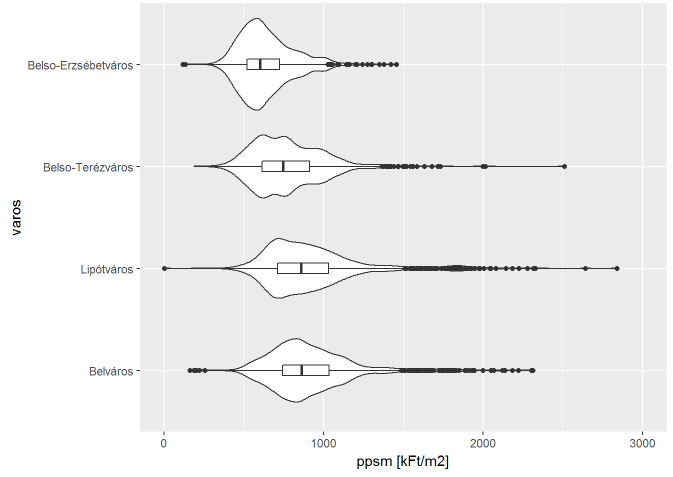 Belso-Erzsébetváros
Belso-Terézváros
Lipótváros
Belváros
varos
0
1000
2000
3000
ppsm [kFt/m2]